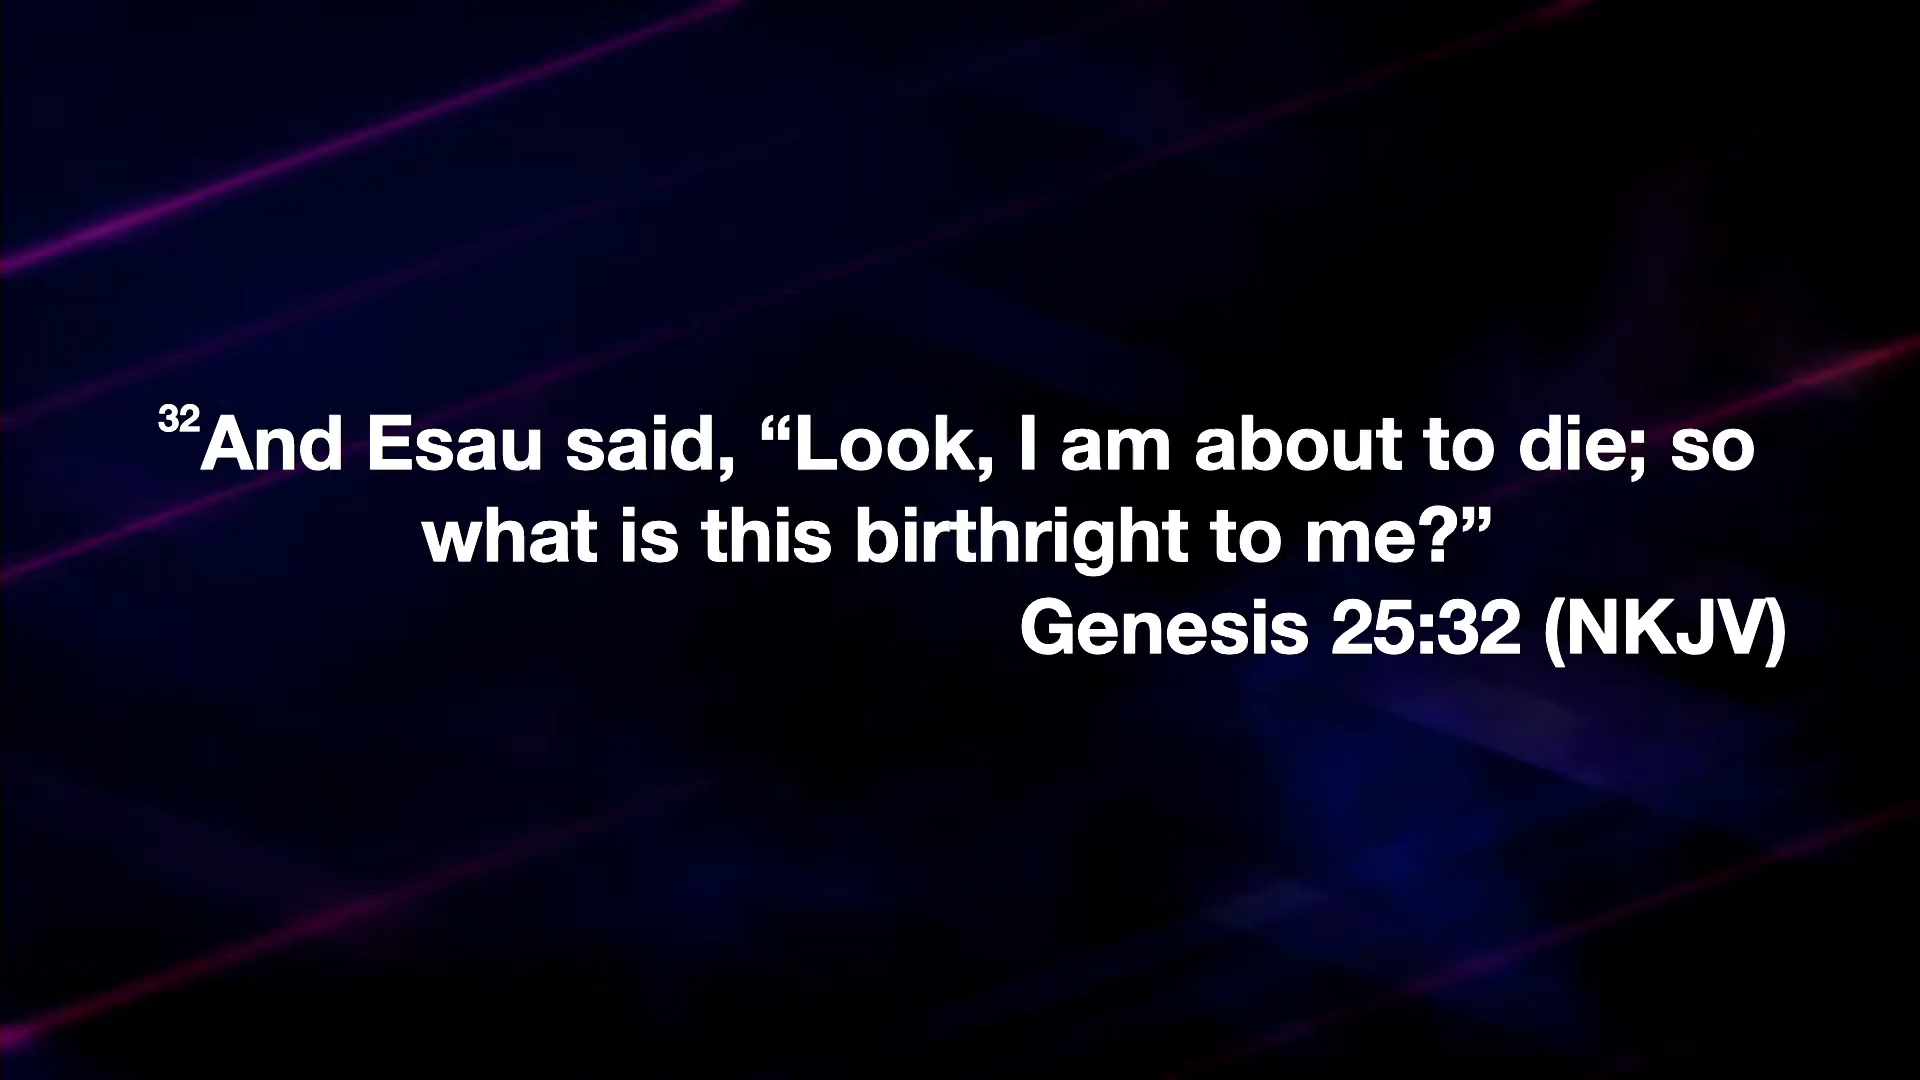 32And Esau said, “Look, I am about to die; so
what is this birthright to me?”
Genesis 25:32 (NKJV)